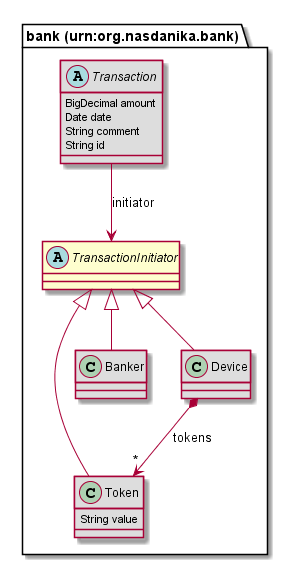 bank (urn:org.nasdanika.bank)
A Transaction
BigDecimal amount
Date date
String comment
String id
initiator
A TransactionInitiator
C Banker
C Device
tokens
*
C Token
String value